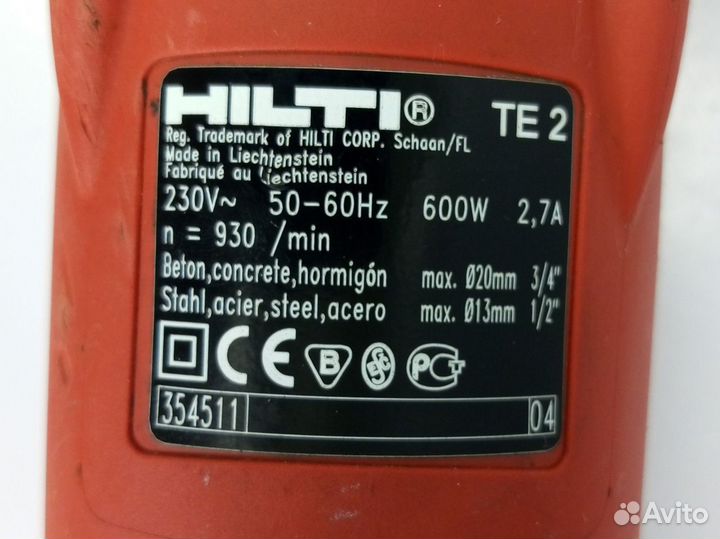 HILTI® TE 2
Reg. Trademark of HILTI CORP. Schaan/FL
Made in Liechtenstein
Fabriqué au Liechtenstein
230V~ 50-60Hz 600W 2,7A
n = 930 /min
Beton,concrete,hormigón max. Ø20mm 3/4"
Stahl,acier,steel,acero max. Ø13mm 1/2"
CE B PCT
354511 04
Avito